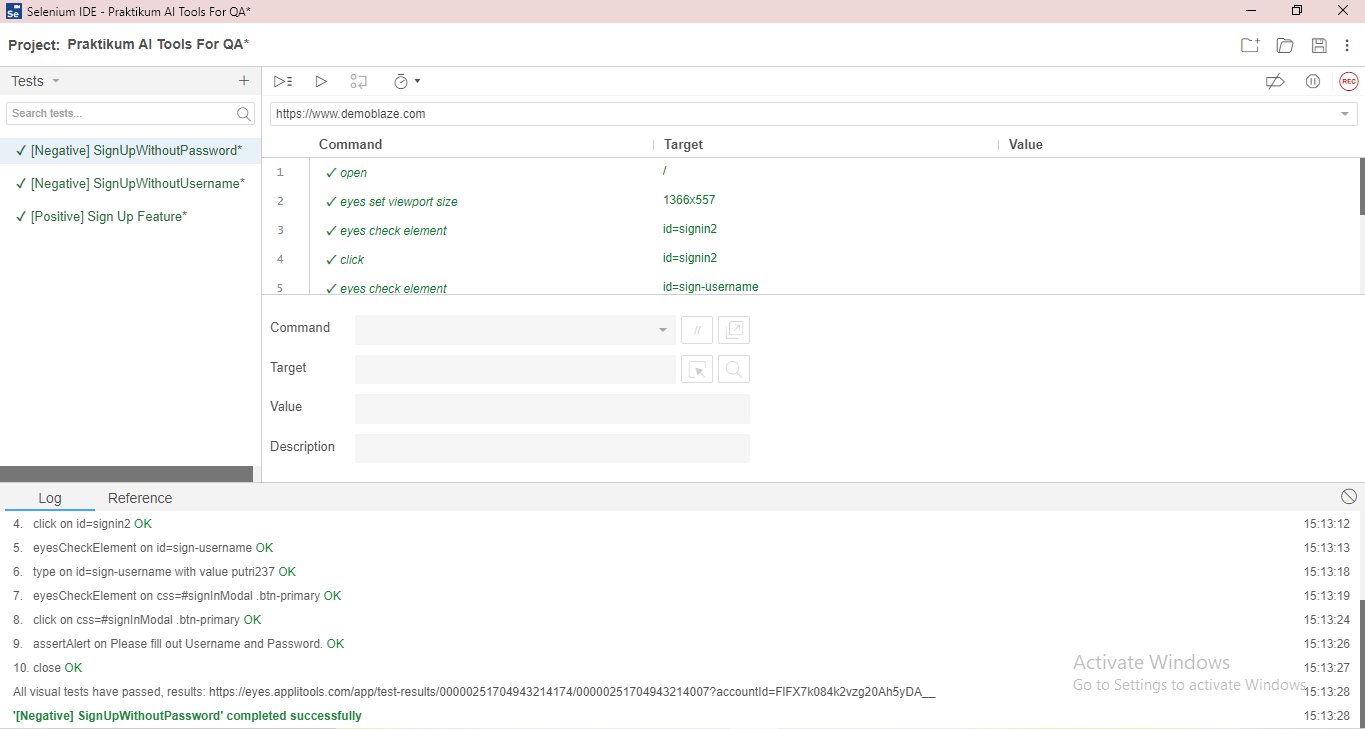 Selenium IDE - Praktikum AI Tools For QA*
Project: Praktikum AI Tools For QA*
Tests
Search tests...
✓ [Negative] SignUpWithoutPassword*
✓ [Negative] SignUpWithoutUsername*
✓ [Positive] Sign Up Feature*
REC
https://www.demoblaze.com
Command Target Value
1 ✓ open /
2 ✓ eyes set viewport size 1366x557
3 ✓ eyes check element id=signin2
4 ✓ click id=signin2
5 ✓ eyes check element id=sign-username
Command //
Target
Value
Description
Log Reference
4. click on id=signin2 OK 15:13:12
5. eyesCheckElement on id=sign-username OK 15:13:13
6. type on id=sign-username with value putri237 OK 15:13:18
7. eyesCheckElement on css=#signInModal .btn-primary OK 15:13:19
8. click on css=#signInModal .btn-primary OK 15:13:24
9. assertAlert on Please fill out Username and Password. OK 15:13:26
10. close OK 15:13:27
All visual tests have passed, results: https://eyes.applitools.com/app/test-results/00000251704943214174/00000251704943214007?accountId=FIFX7k084k2vzg20Ah5yDA__ 15:13:28
'[Negative] SignUpWithoutPassword' completed successfully 15:13:28
Activate Windows
Go to Settings to activate Windows.